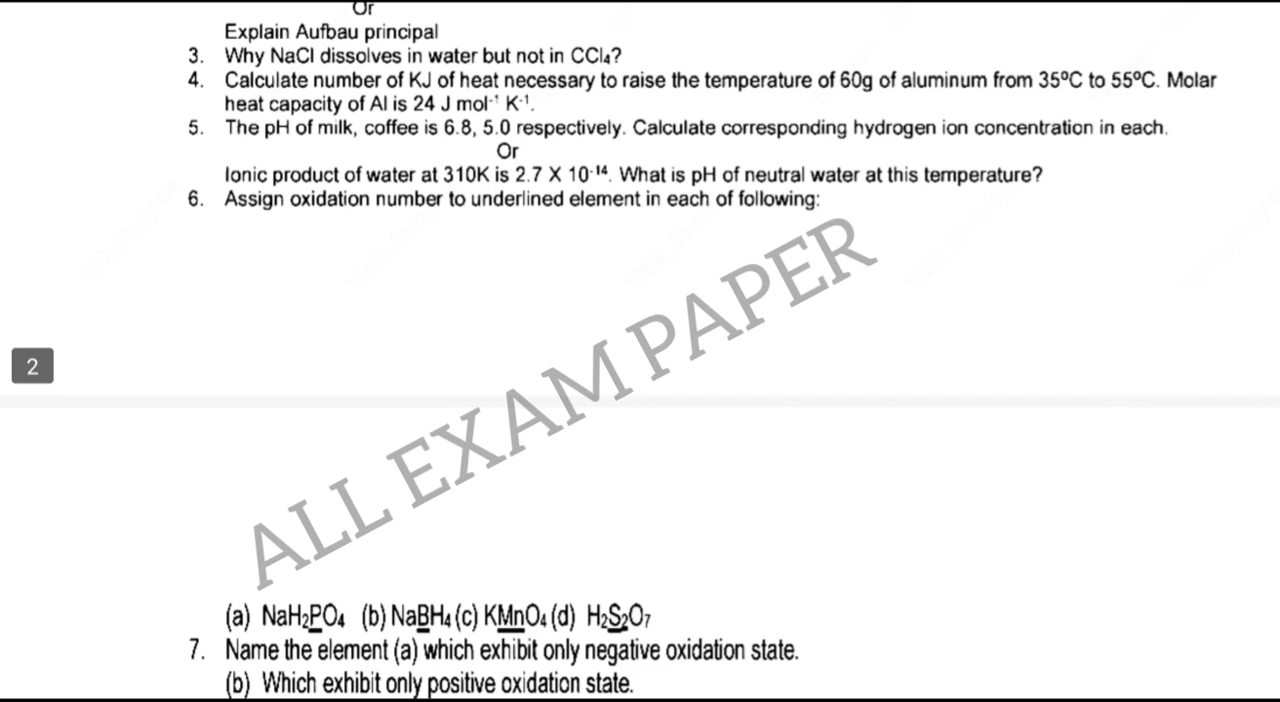 Or
Explain Aufbau principal
3. Why NaCl dissolves in water but not in CCl₄?
4. Calculate number of KJ of heat necessary to raise the temperature of 60g of aluminum from 35ºC to 55ºC. Molar
heat capacity of Al is 24 J mol⁻¹ K⁻¹.
5. The pH of milk, coffee is 6.8, 5.0 respectively. Calculate corresponding hydrogen ion concentration in each.
Or
Ionic product of water at 310K is 2.7 X 10⁻¹⁴. What is pH of neutral water at this temperature?
6. Assign oxidation number to underlined element in each of following:
ALL EXAM PAPER
2
(a) NaH₂PO₄ (b) NaBH₄ (c) KMnO₄ (d) H₂S₂O₇
7. Name the element (a) which exhibit only negative oxidation state.
(b) Which exhibit only positive oxidation state.